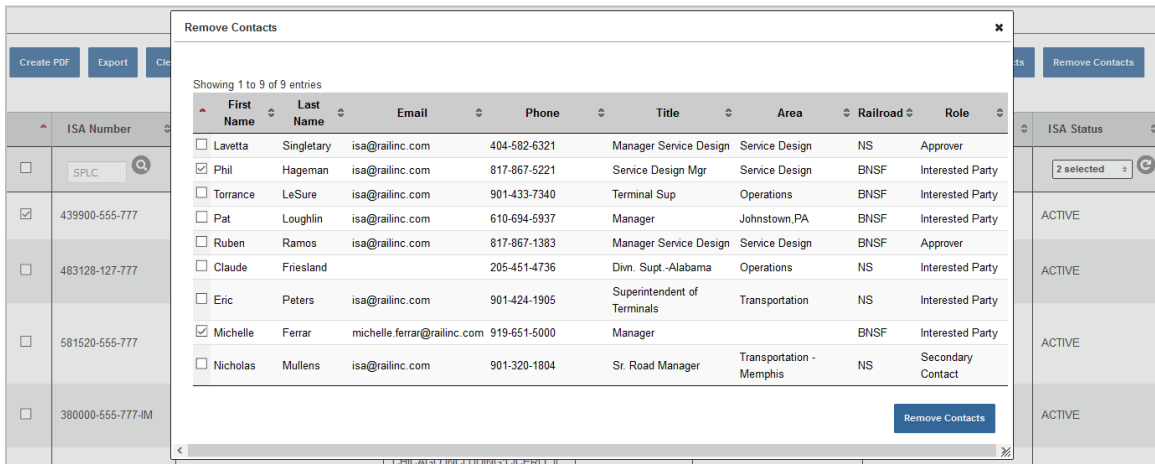 Remove Contacts
Create PDF Export Cle
Remove Contacts
Showing 1 to 9 of 9 entries
First Name Last Name Email Phone Title Area Railroad Role
ISA Number ISA Status
Lavetta Singletary isa@railinc.com 404-582-6321 Manager Service Design Service Design NS Approver
SPLC 2 selected
Phil Hageman isa@railinc.com 817-867-5221 Service Design Mgr Service Design BNSF Interested Party
Torrance LeSure isa@railinc.com 901-433-7340 Terminal Sup Operations BNSF Interested Party
439900-555-777 ACTIVE
Pat Loughlin isa@railinc.com 610-694-5937 Manager Johnstown,PA BNSF Interested Party
Ruben Ramos isa@railinc.com 817-867-1383 Manager Service Design Service Design BNSF Approver
Claude Friesland 205-451-4736 Divn. Supt.-Alabama Operations NS Interested Party
483128-127-777 ACTIVE
Eric Peters isa@railinc.com 901-424-1905 Superintendent of Terminals Transportation NS Interested Party
Michelle Ferrar michelle.ferrar@railinc.com 919-651-5000 Manager BNSF Interested Party
581520-555-777 ACTIVE
Nicholas Mullens isa@railinc.com 901-320-1804 Sr. Road Manager Transportation - Memphis NS Secondary Contact
380000-555-777-IM ACTIVE
Remove Contacts